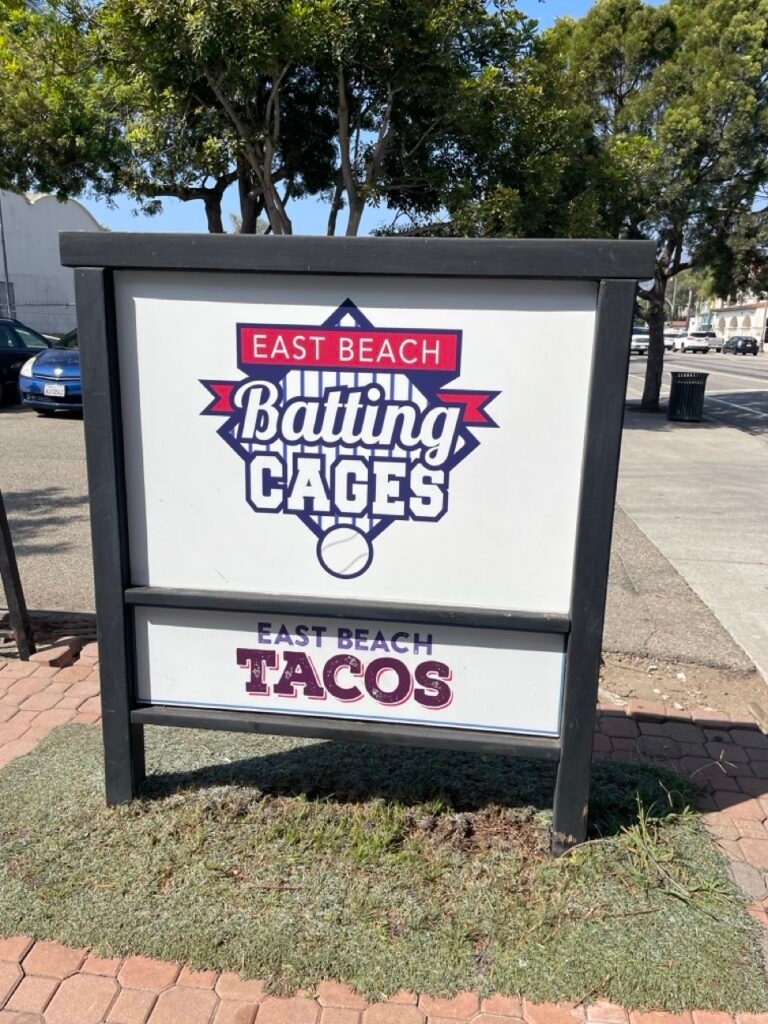 EAST BEACH
Batting
CAGES
EAST BEACH
TACOS